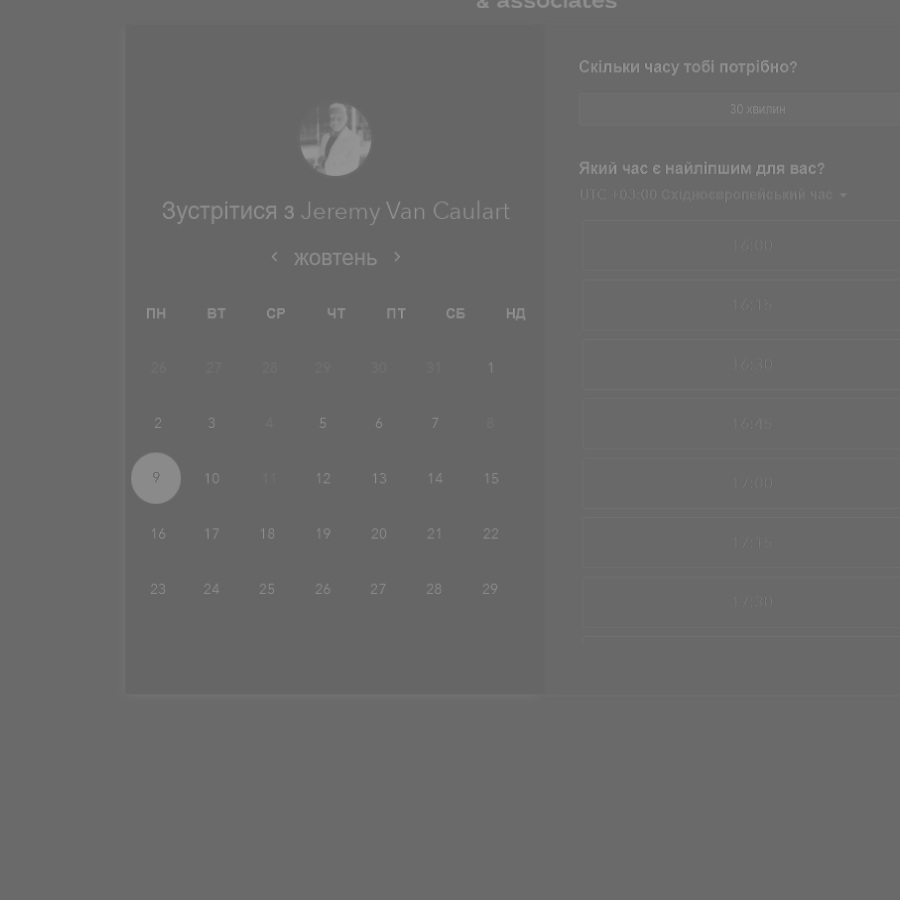 & associates
Зустрітися з Jeremy Van Caulart
жовтень
ПН ВТ СР ЧТ ПТ СБ НД
26 27 28 29 30 31 1
2 3 4 5 6 7 8
9 10 11 12 13 14 15
16 17 18 19 20 21 22
23 24 25 26 27 28 29
Скільки часу тобі потрібно?
30 хвилин
Який час є найліпшим для вас?
UTC +03:00 Східноєвропейський час
16:00
16:15
16:30
16:45
17:00
17:15
17:30